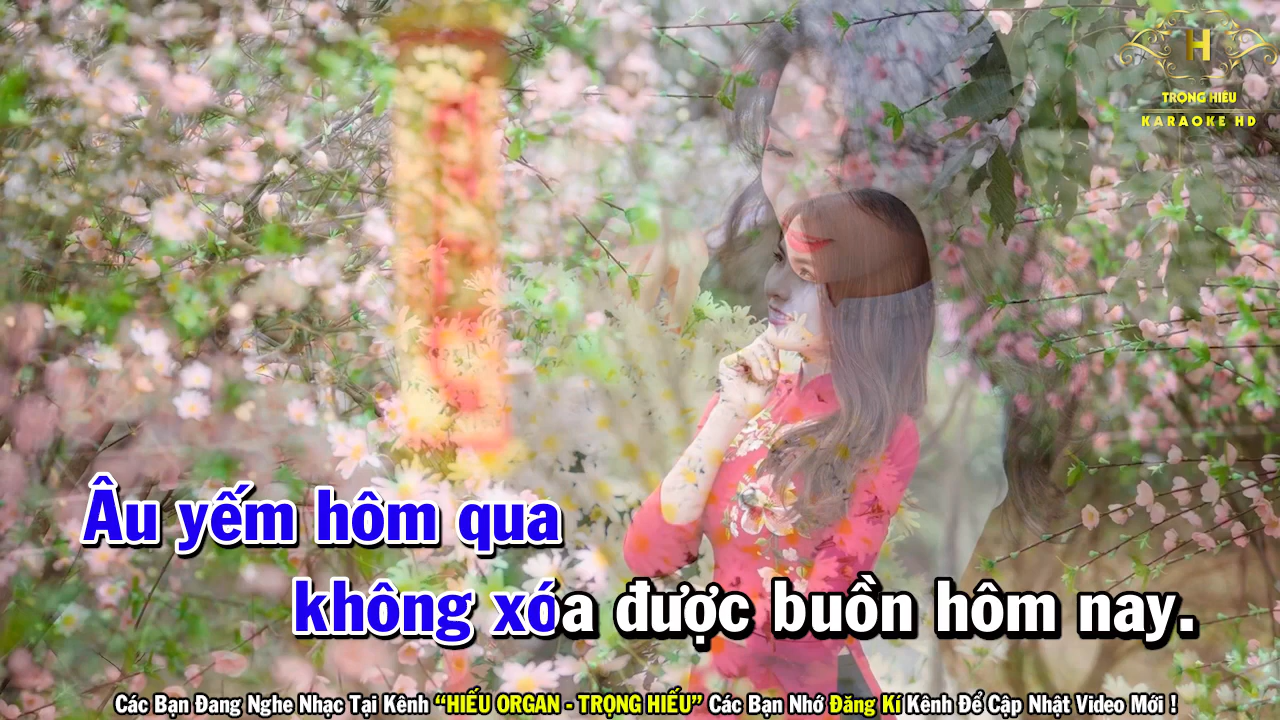 H
TRỌNG HIẾU
KARAOKE HD
Âu yếm hôm qua
không xóa được buồn hôm nay.
Các Bạn Đang Nghe Nhạc Tại Kênh “HIẾU ORGAN - TRỌNG HIẾU” Các Bạn Nhớ Đăng Kí Kênh Để Cập Nhật Video Mới !